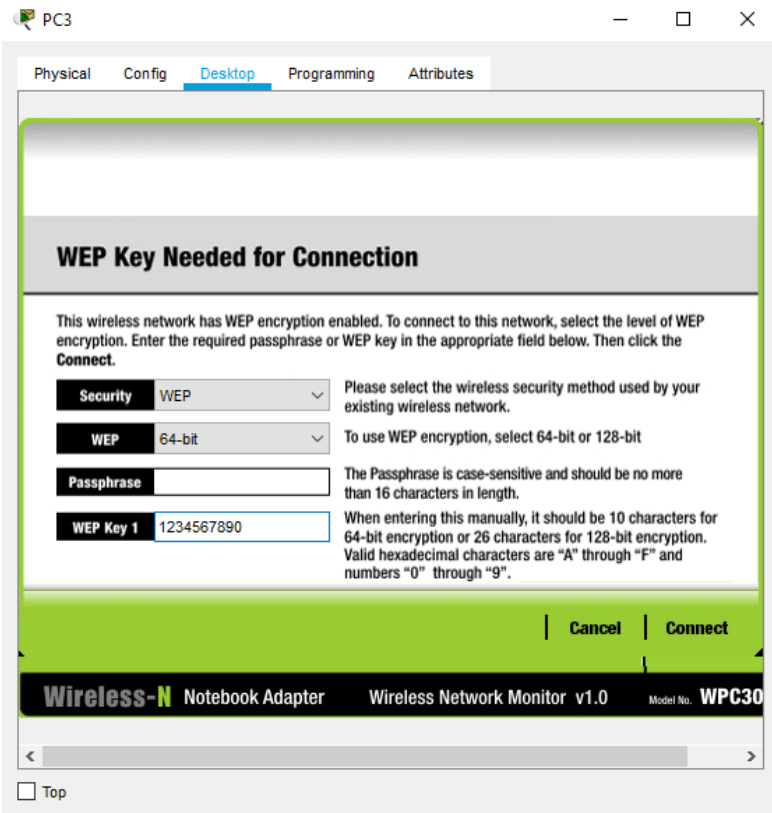 PC3
Physical Config Desktop Programming Attributes
WEP Key Needed for Connection
This wireless network has WEP encryption enabled. To connect to this network, select the level of WEP
encryption. Enter the required passphrase or WEP key in the appropriate field below. Then click the
Connect.
Security WEP Please select the wireless security method used by your
existing wireless network.
WEP 64-bit To use WEP encryption, select 64-bit or 128-bit
Passphrase The Passphrase is case-sensitive and should be no more
than 16 characters in length.
WEP Key 1 1234567890 When entering this manually, it should be 10 characters for
64-bit encryption or 26 characters for 128-bit encryption.
Valid hexadecimal characters are “A” through “F” and
numbers “0” through “9”.
Cancel Connect
Wireless-N Notebook Adapter Wireless Network Monitor v1.0 Model No. WPC30
Top